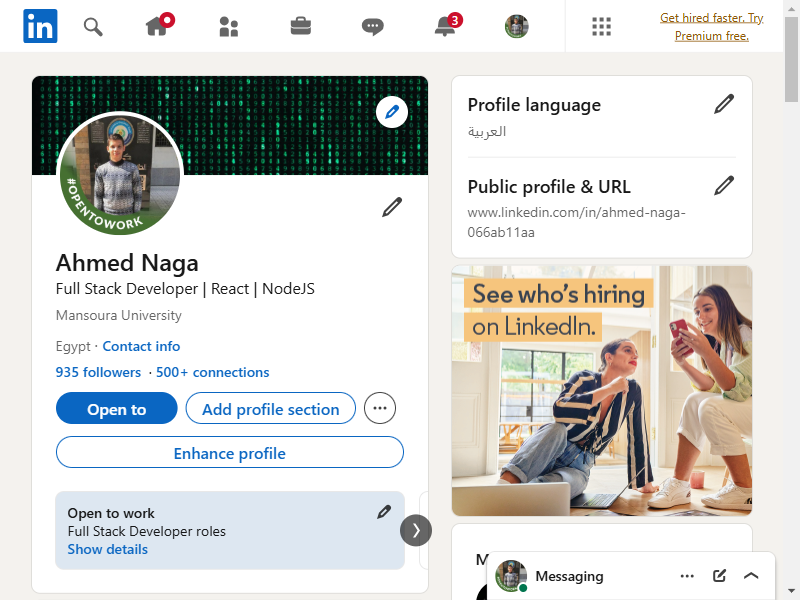 in
3
Get hired faster. Try
Premium free.
#OPENTOWORK
Ahmed Naga
Full Stack Developer | React | NodeJS
Mansoura University
Egypt · Contact info
935 followers · 500+ connections
Open to
Add profile section
Enhance profile
Open to work
Full Stack Developer roles
Show details
Profile language
العربية
Public profile & URL
www.linkedin.com/in/ahmed-naga-
066ab11aa
See who's hiring
on LinkedIn.
Messaging